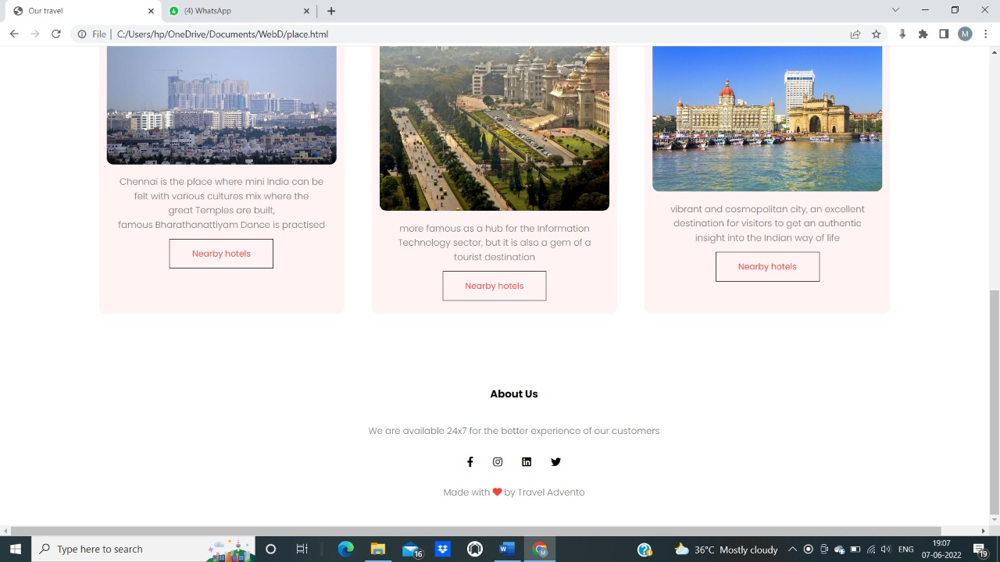 Our travel
4
(4) WhatsApp
File
C:/Users/hp/OneDrive/Documents/WebD/place.html
M
Chennai is the place where mini India can be
felt with various cultures mix where the
great Temples are built,
famous Bharathanattiyam Dance is practised
Nearby hotels
more famous as a hub for the Information
Technology sector, but it is also a gem of a
tourist destination
Nearby hotels
vibrant and cosmopolitan city, an excellent
destination for visitors to get an authentic
insight into the Indian way of life
Nearby hotels
About Us
We are available 24x7 for the better experience of our customers
Made with ❤ by Travel Advento
Type here to search
16
W
M
36°C Mostly cloudy
ENG
19:07
07-06-2022
19